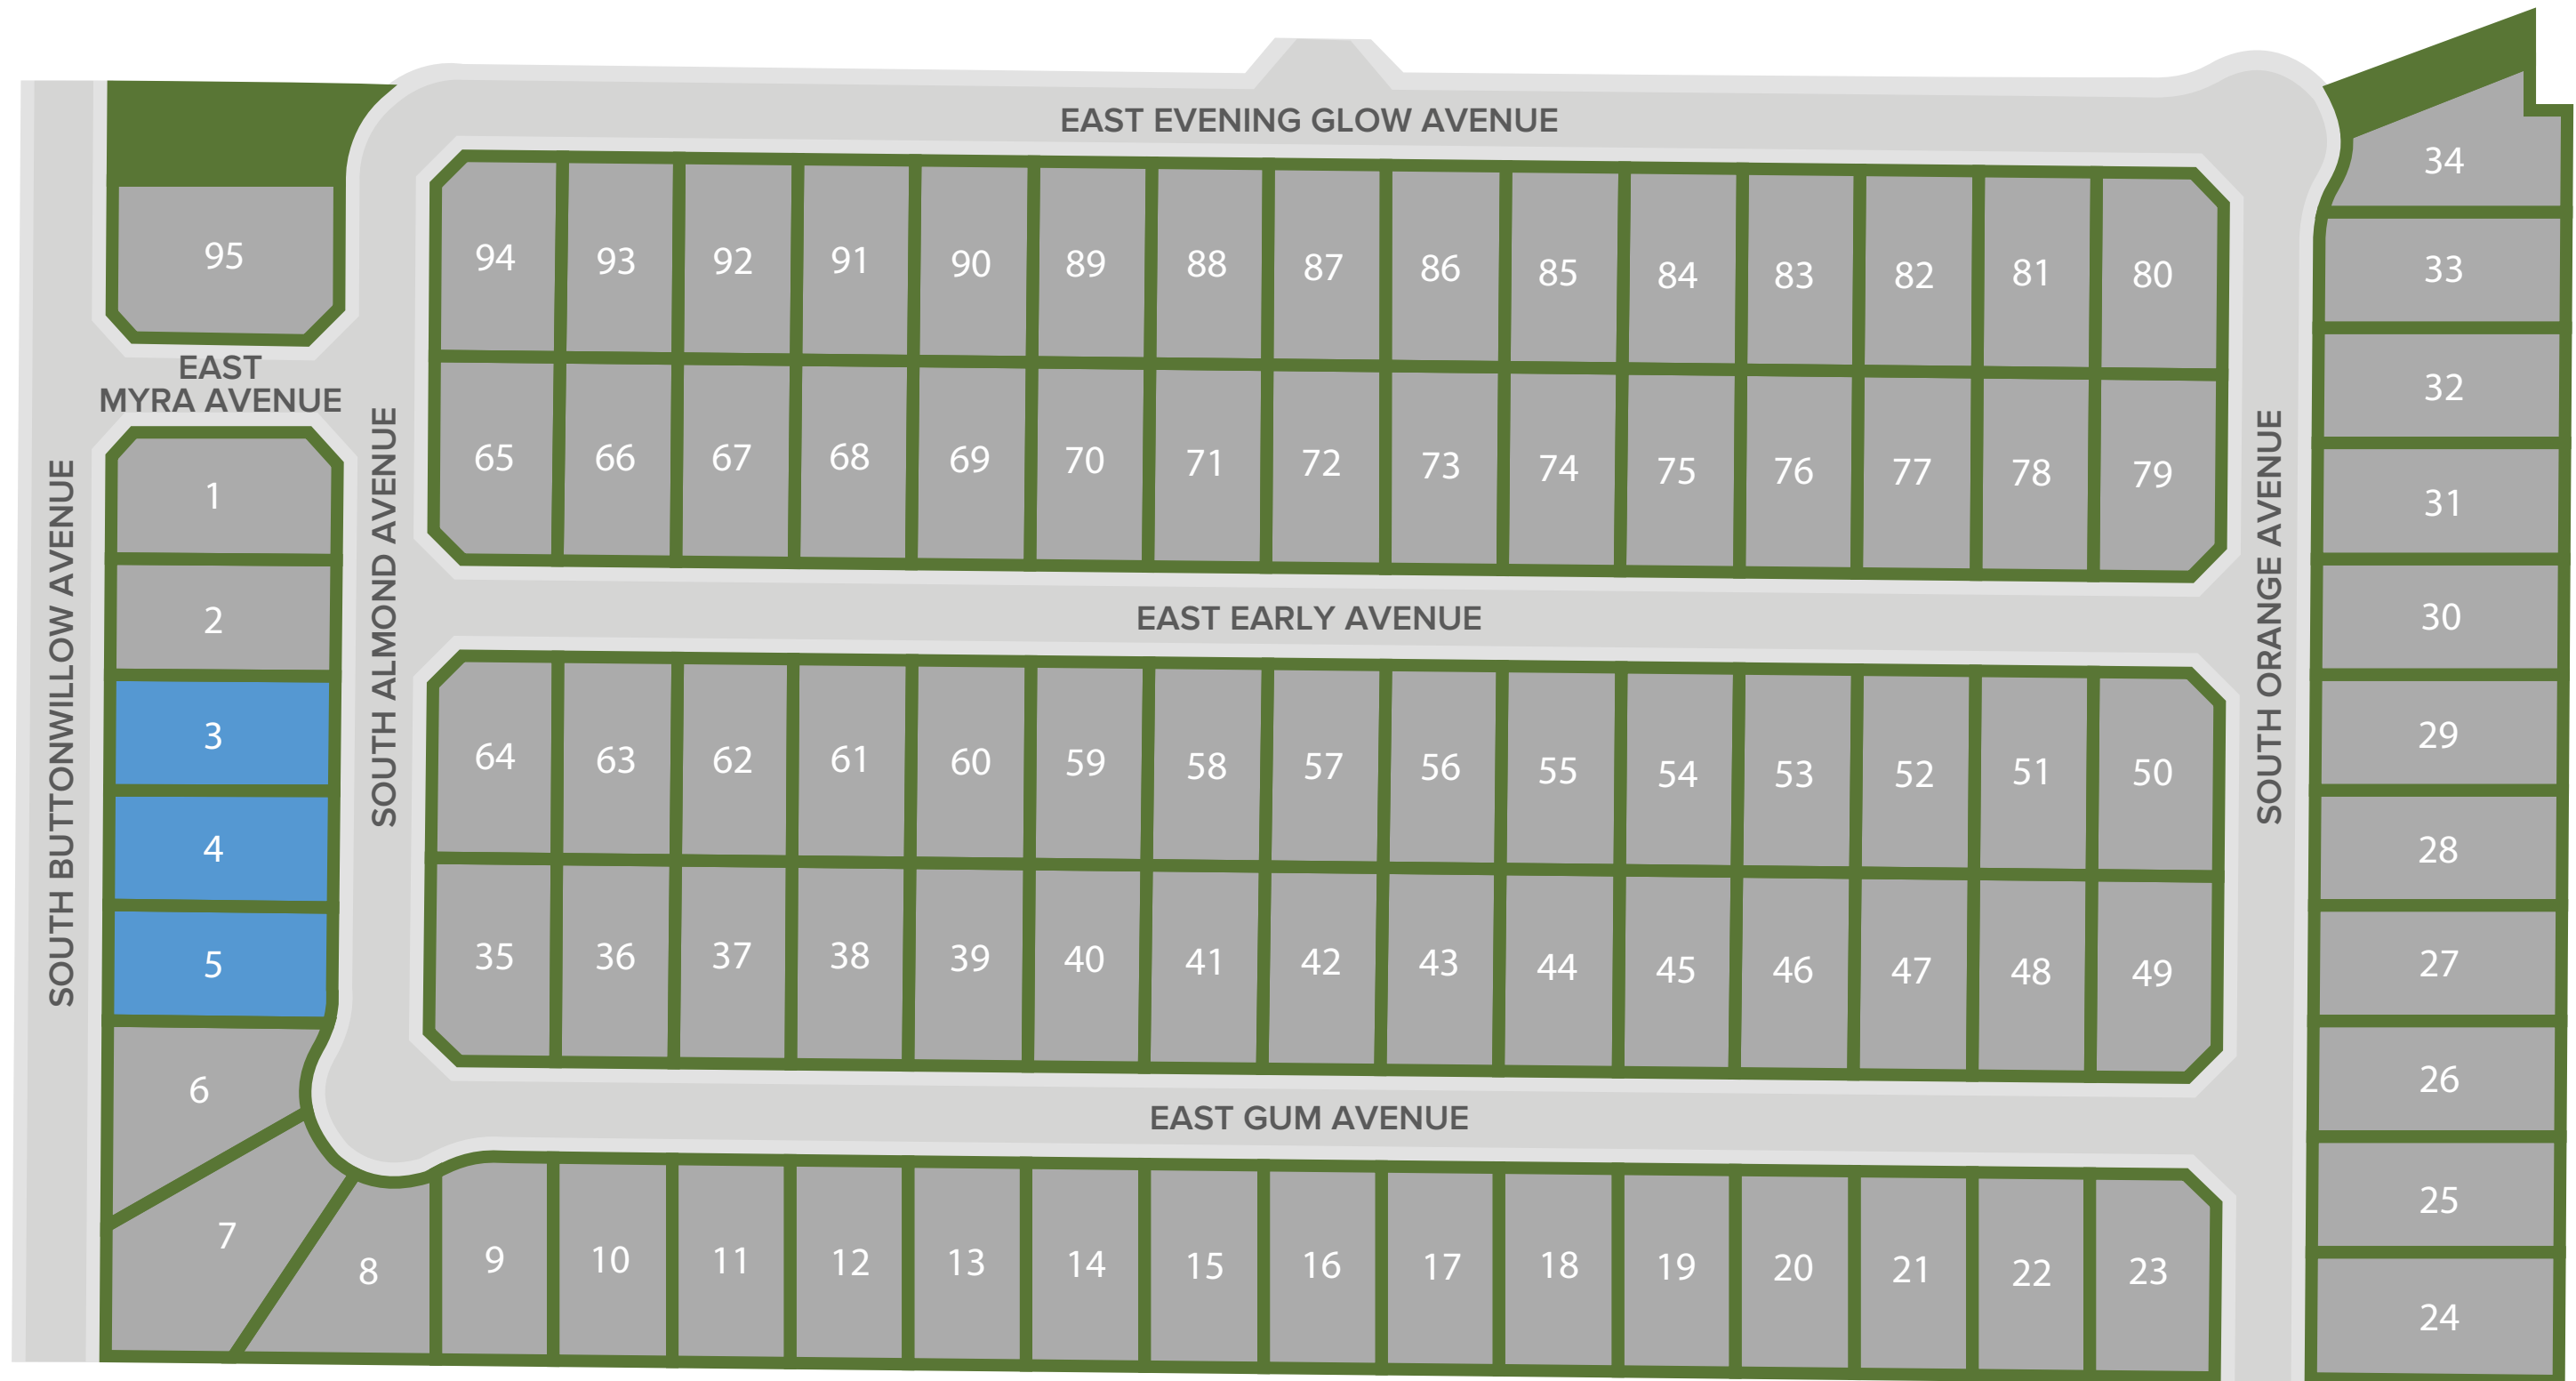 EAST EVENING GLOW AVENUE
34
95
94 93 92 91 90 89 88 87 86 85 84 83 82 81 80
33
EAST
MYRA AVENUE
32
SOUTH BUTTONWILLOW AVENUE
SOUTH ALMOND AVENUE
65 66 67 68 69 70 71 72 73 74 75 76 77 78 79
SOUTH ORANGE AVENUE
1
31
2
EAST EARLY AVENUE
30
3
64 63 62 61 60 59 58 57 56 55 54 53 52 51 50
29
4
28
5
35 36 37 38 39 40 41 42 43 44 45 46 47 48 49
27
6
EAST GUM AVENUE
26
7
25
8
9 10 11 12 13 14 15 16 17 18 19 20 21 22 23
24